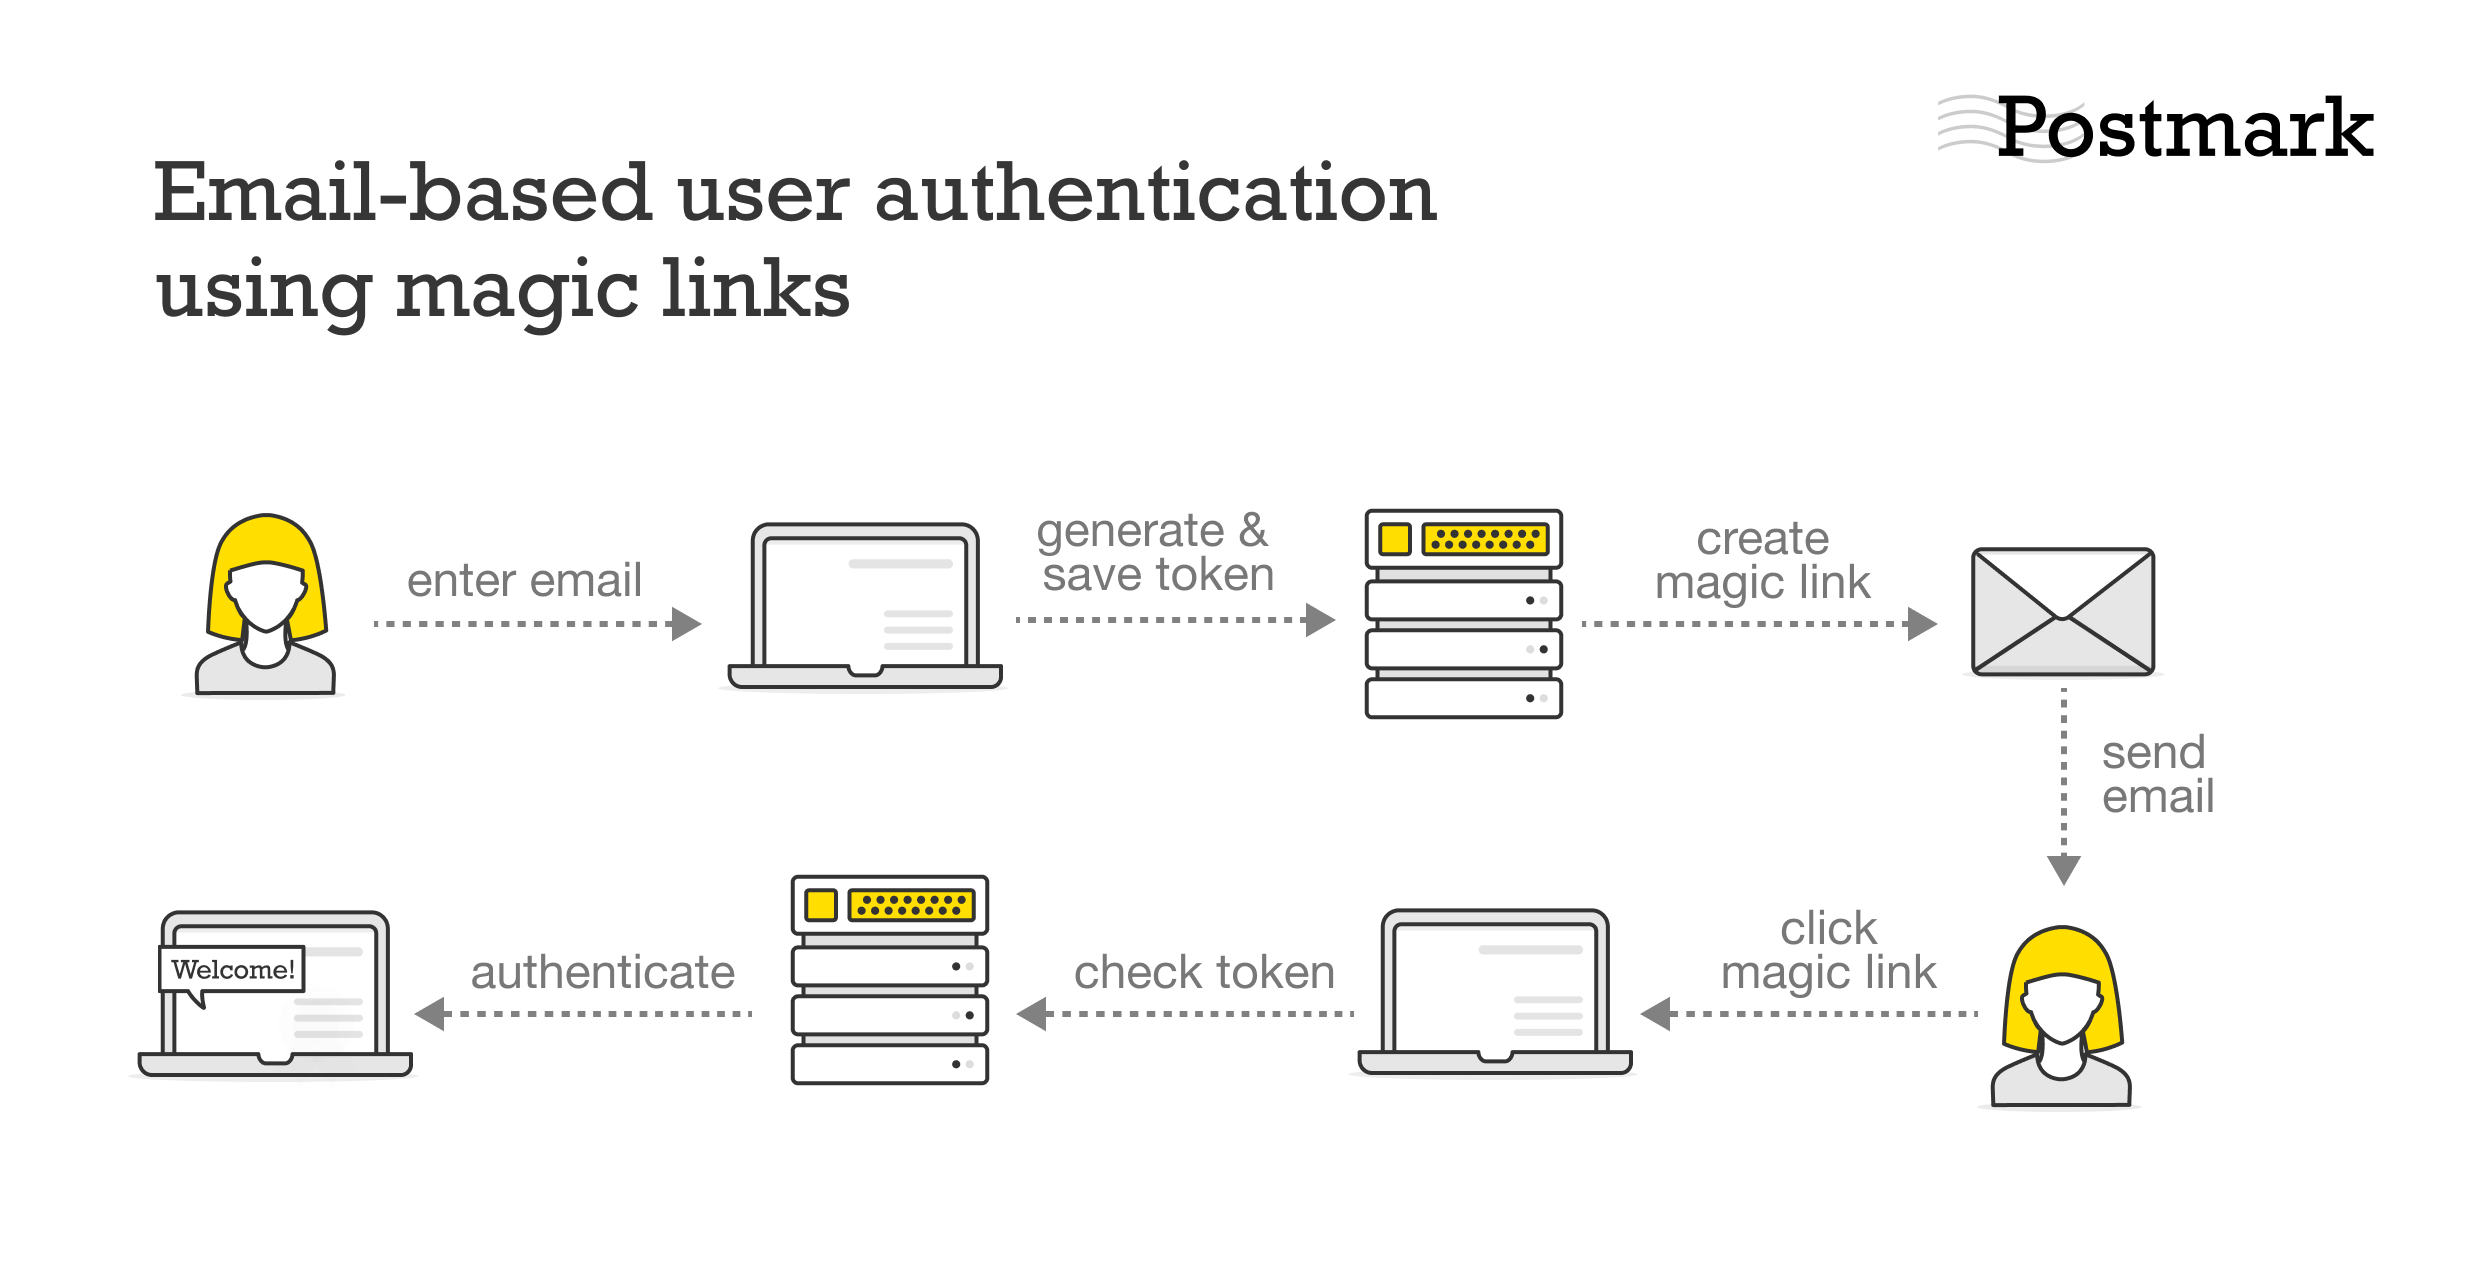 Postmark
Email-based user authentication
using magic links
enter email
generate &
save token
create
magic link
send
email
click
magic link
check token
authenticate
Welcome!